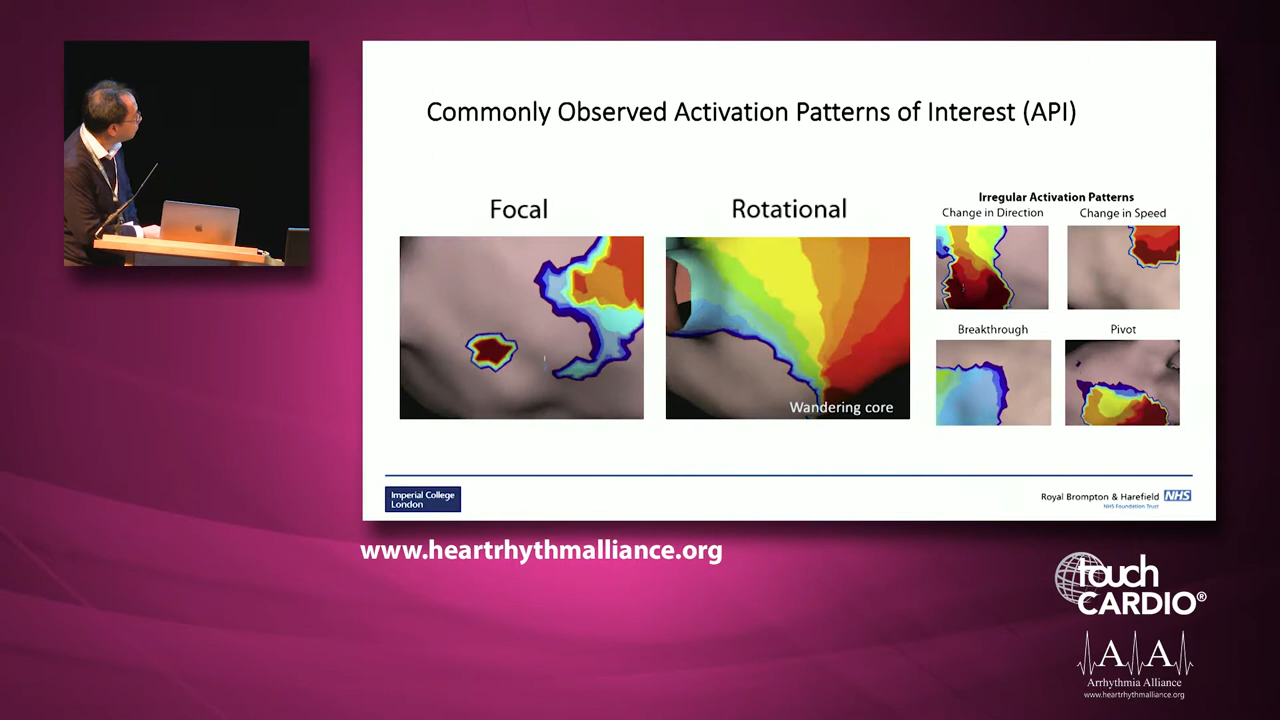 Commonly Observed Activation Patterns of Interest (API)
Focal
Rotational
Wandering core
Irregular Activation Patterns
Change in Direction
Change in Speed
Breakthrough
Pivot
Imperial College
London
Royal Brompton & Harefield NHS
NHS Foundation Trust
www.heartrhythmalliance.org
touch
CARDIO®
A A
Arrhythmia Alliance
www.heartrhythmalliance.org